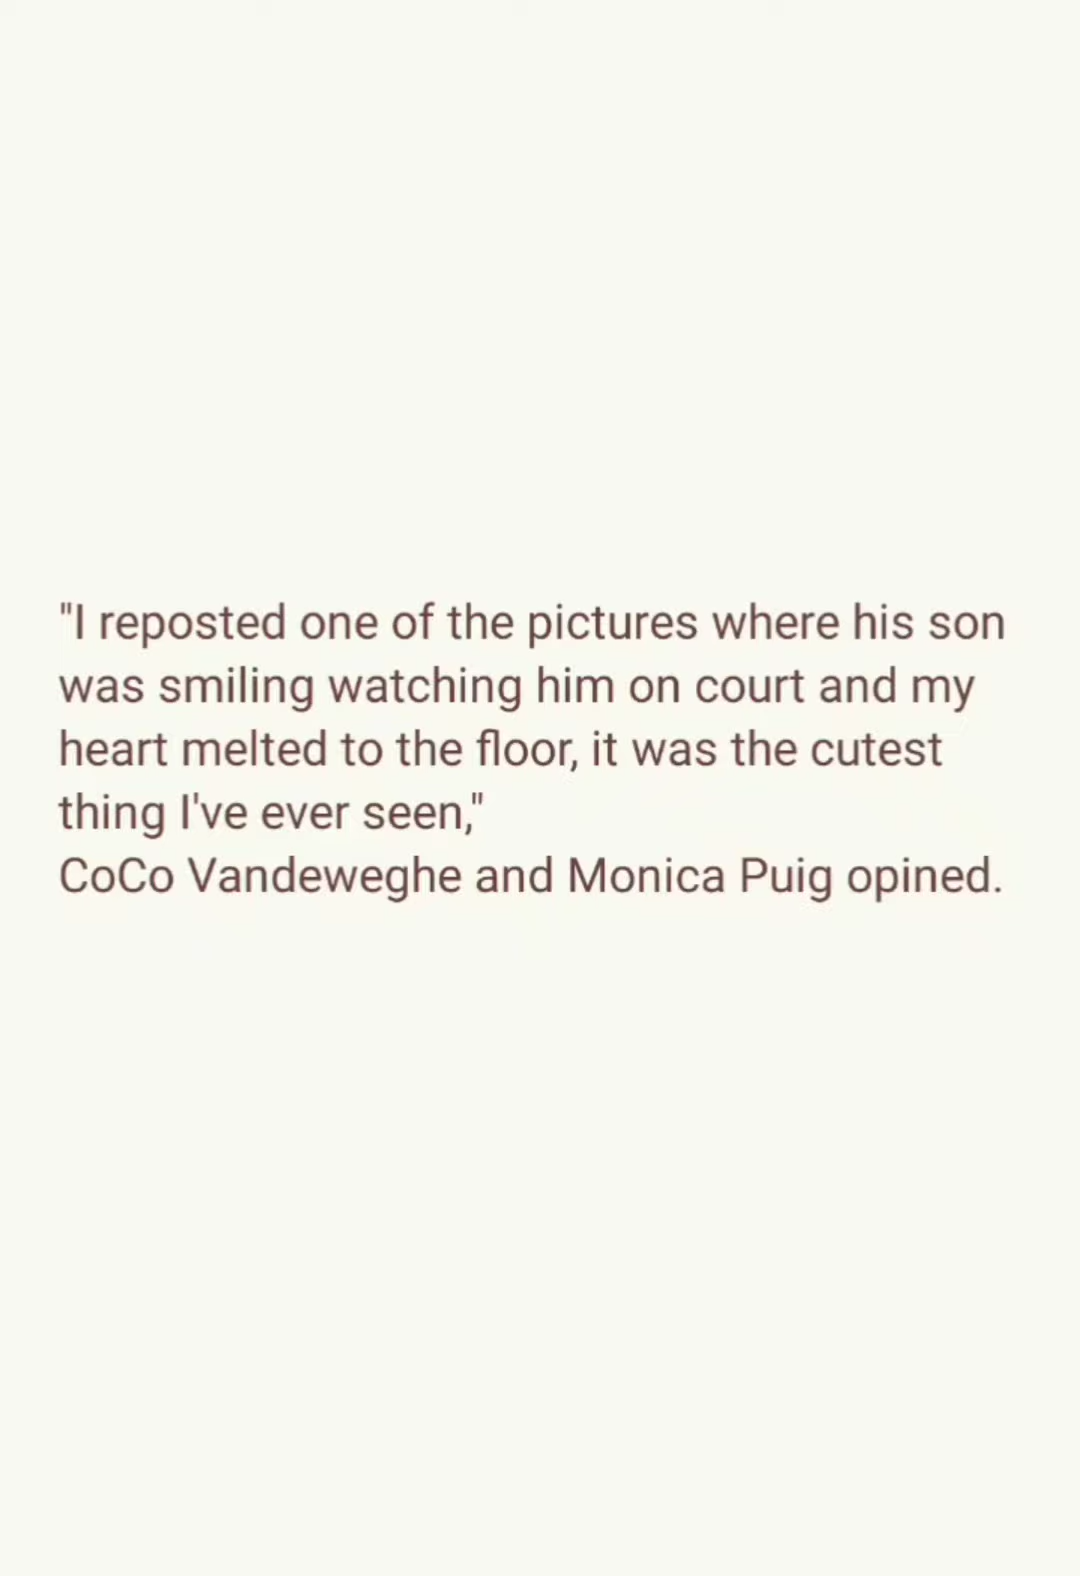 "I reposted one of the pictures where his son
was smiling watching him on court and my
heart melted to the floor, it was the cutest
thing I've ever seen,"
CoCo Vandeweghe and Monica Puig opined.